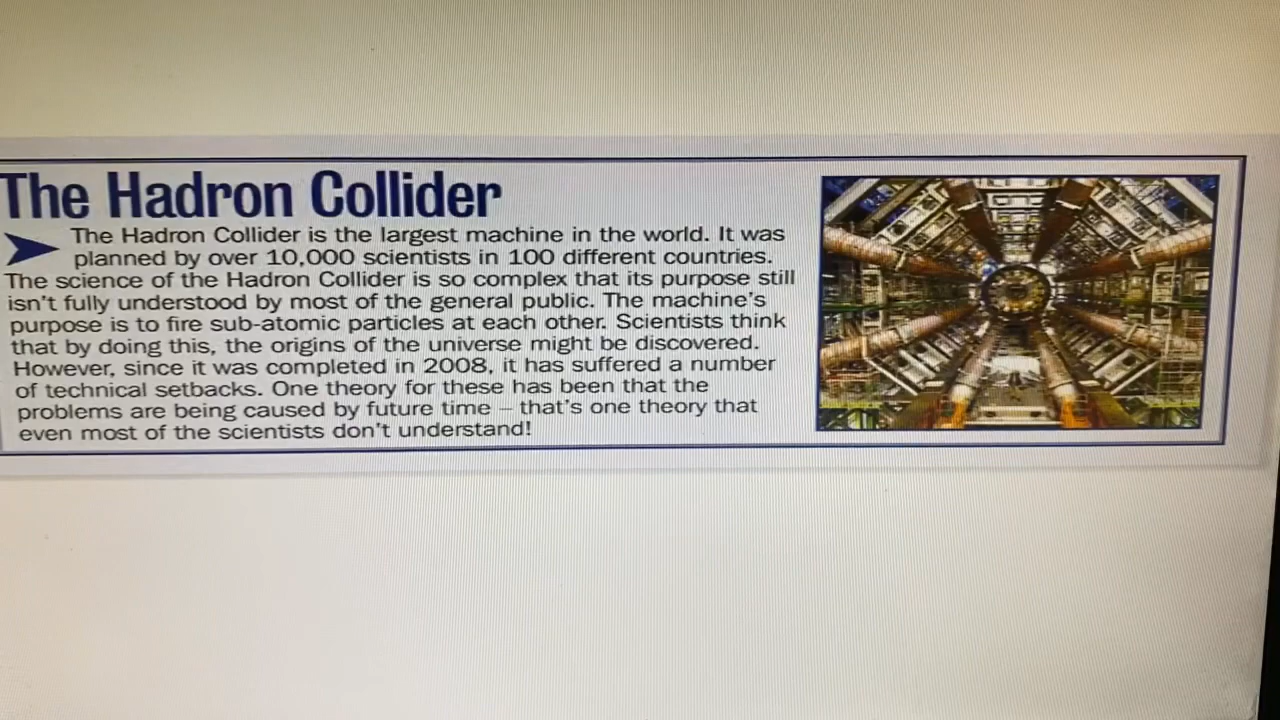 The Hadron Collider
The Hadron Collider is the largest machine in the world. It was
planned by over 10,000 scientists in 100 different countries.
The science of the Hadron Collider is so complex that its purpose still
isn't fully understood by most of the general public. The machine's
purpose is to fire sub-atomic particles at each other. Scientists think
that by doing this, the origins of the universe might be discovered.
However, since it was completed in 2008, it has suffered a number
of technical setbacks. One theory for these has been that the
problems are being caused by future time – that's one theory that
even most of the scientists don't understand!